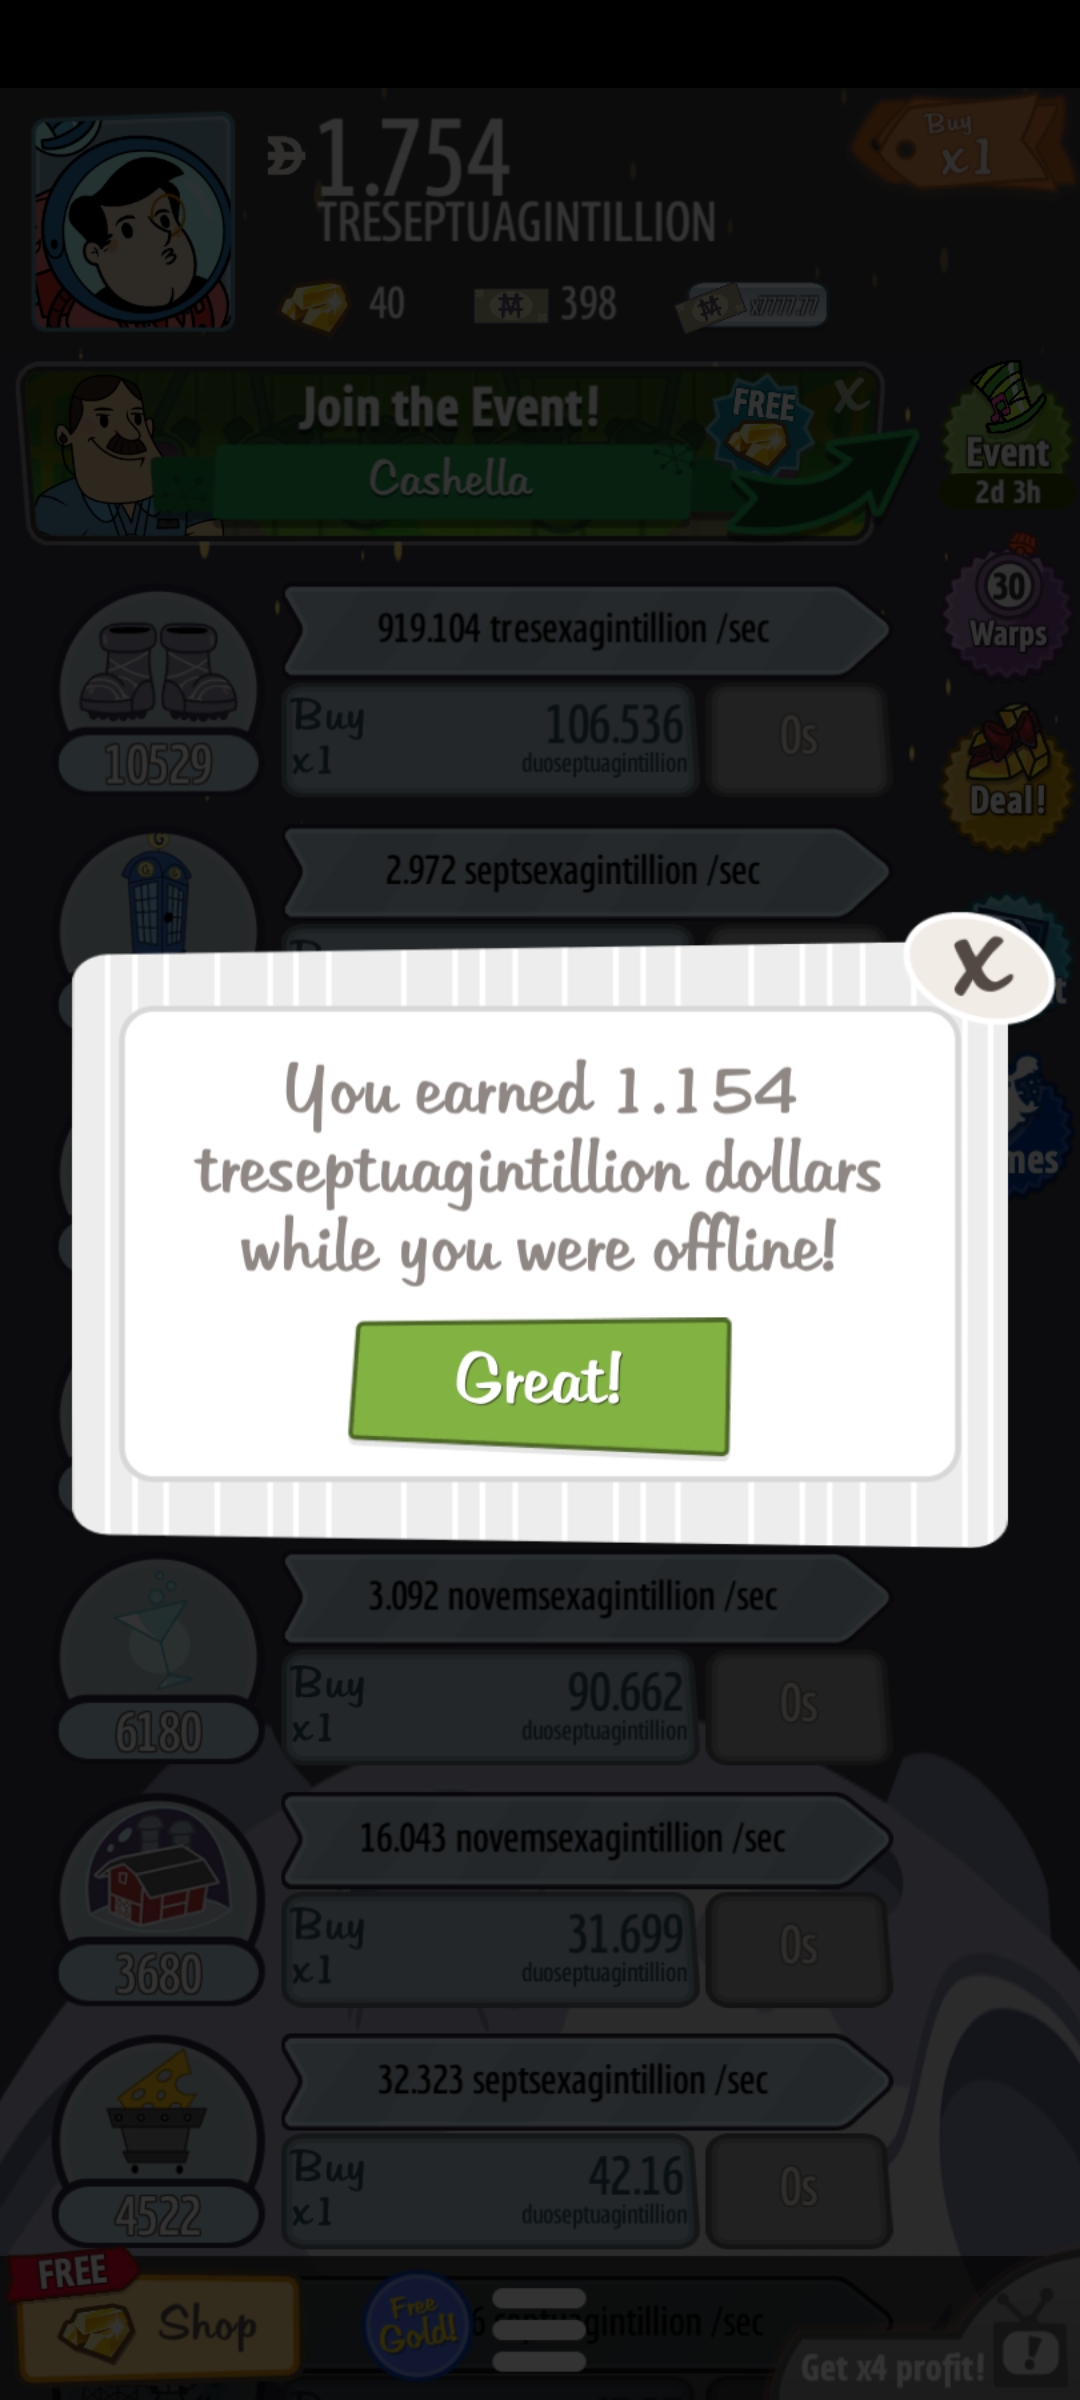 1.754
TRESEPTUAGINTILLION
Buy
x1
40
398
x7777.77
Join the Event!
FREE
X
Cashella
Event
2d 3h
919.104 tresexagintillion /sec
Buy
x1
106.536
duoseptuagintillion
0s
10529
30
Warps
Deal!
2.972 septsexagintillion /sec
X
You earned 1.154
treseptuagintillion dollars
while you were offline!
Great!
3.092 novemsexagintillion /sec
Buy
x1
90.662
duoseptuagintillion
0s
6180
16.043 novemsexagintillion /sec
Buy
x1
31.699
duoseptuagintillion
0s
3680
32.323 septsexagintillion /sec
Buy
x1
42.16
duoseptuagintillion
0s
4522
FREE
Shop
Free
Gold!
/sec
Get x4 profit!